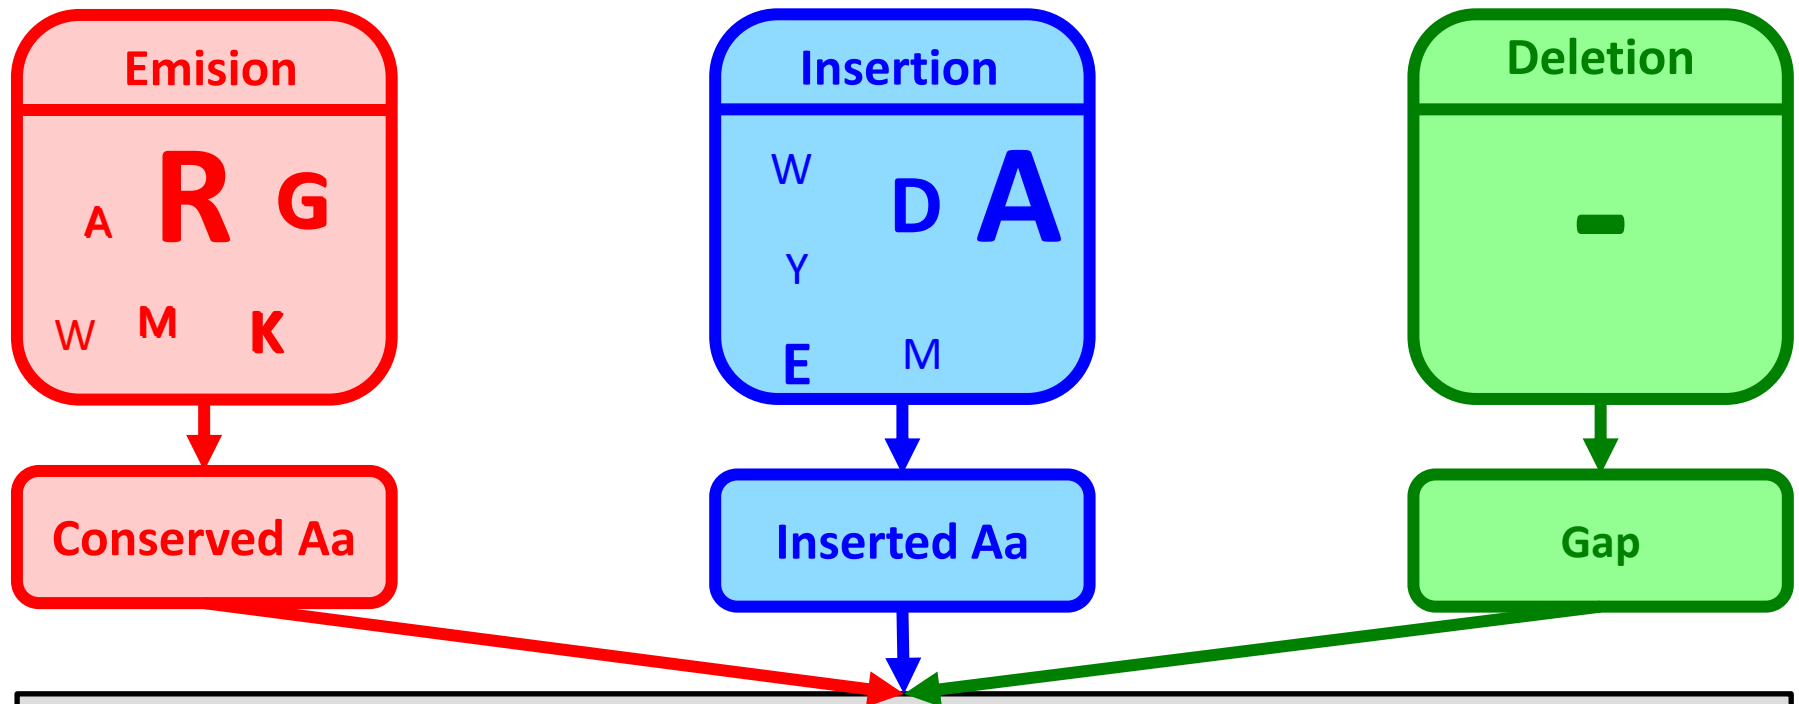 Emision
A R G
W M K
Conserved Aa
Insertion
W D A
Y
E M
Inserted Aa
Deletion
-
Gap